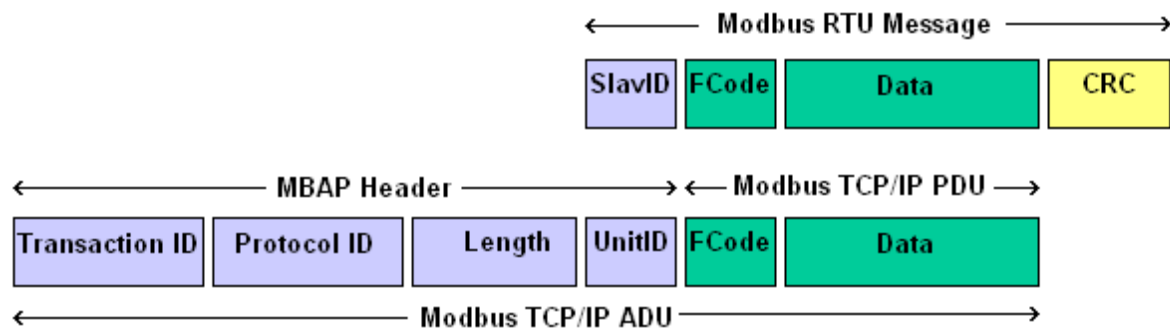 Modbus RTU Message
SlavID FCode Data CRC
MBAP Header Modbus TCP/IP PDU
Transaction ID Protocol ID Length UnitID FCode Data
Modbus TCP/IP ADU